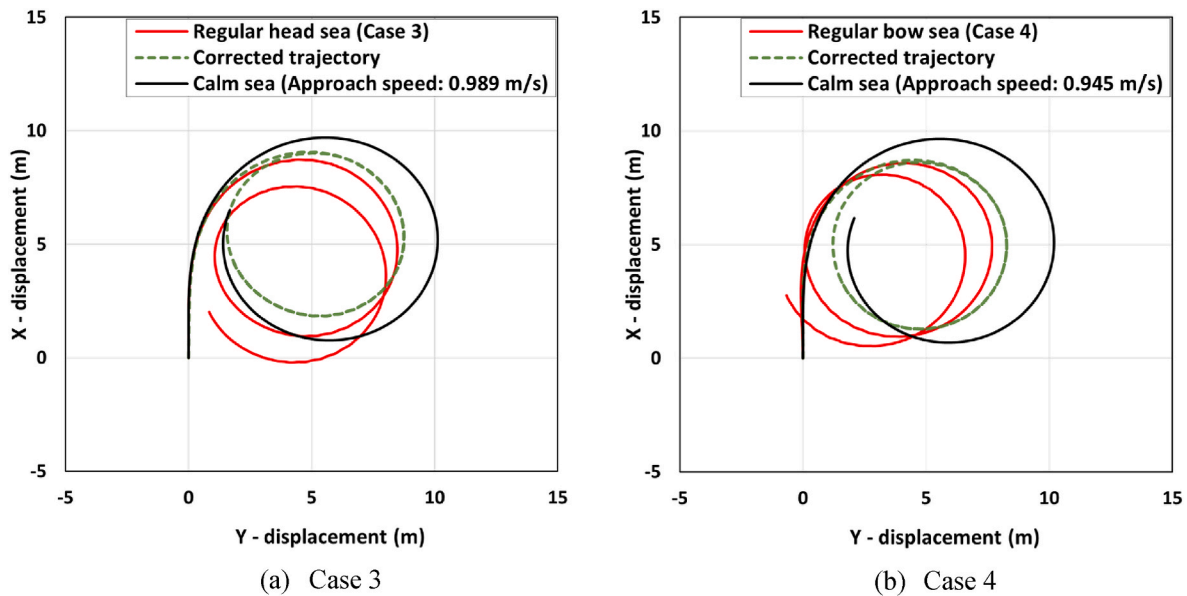 15
10
5
0
-5
X - displacement (m)
Regular head sea (Case 3)
Corrected trajectory
Calm sea (Approach speed: 0.989 m/s)
-5 0 5 10 15
Y - displacement (m)
(a) Case 3
15
10
5
0
-5
X - displacement (m)
Regular bow sea (Case 4)
Corrected trajectory
Calm sea (Approach speed: 0.945 m/s)
-5 0 5 10 15
Y - displacement (m)
(b) Case 4